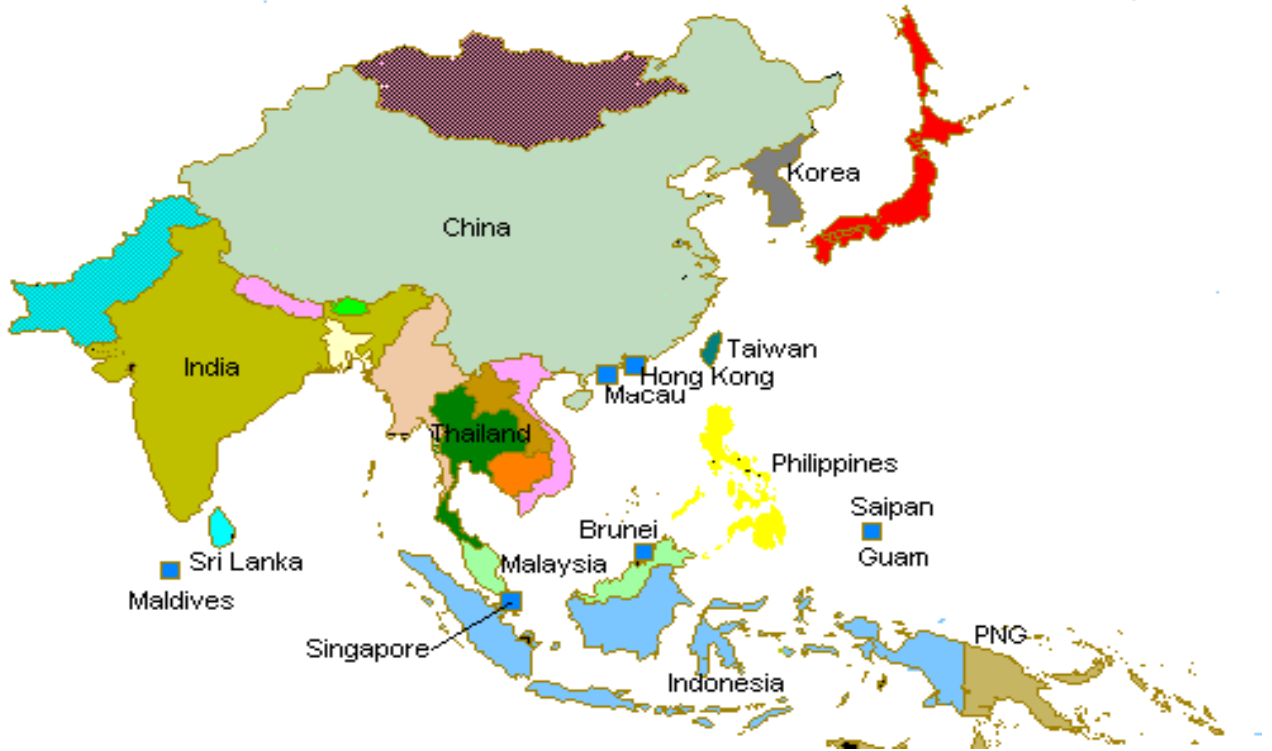 Korea
China
Taiwan
India
Hong Kong
Macau
Thailand
Philippines
Saipan
Brunei
Guam
Sri Lanka
Malaysia
Maldives
PNG
Singapore
Indonesia